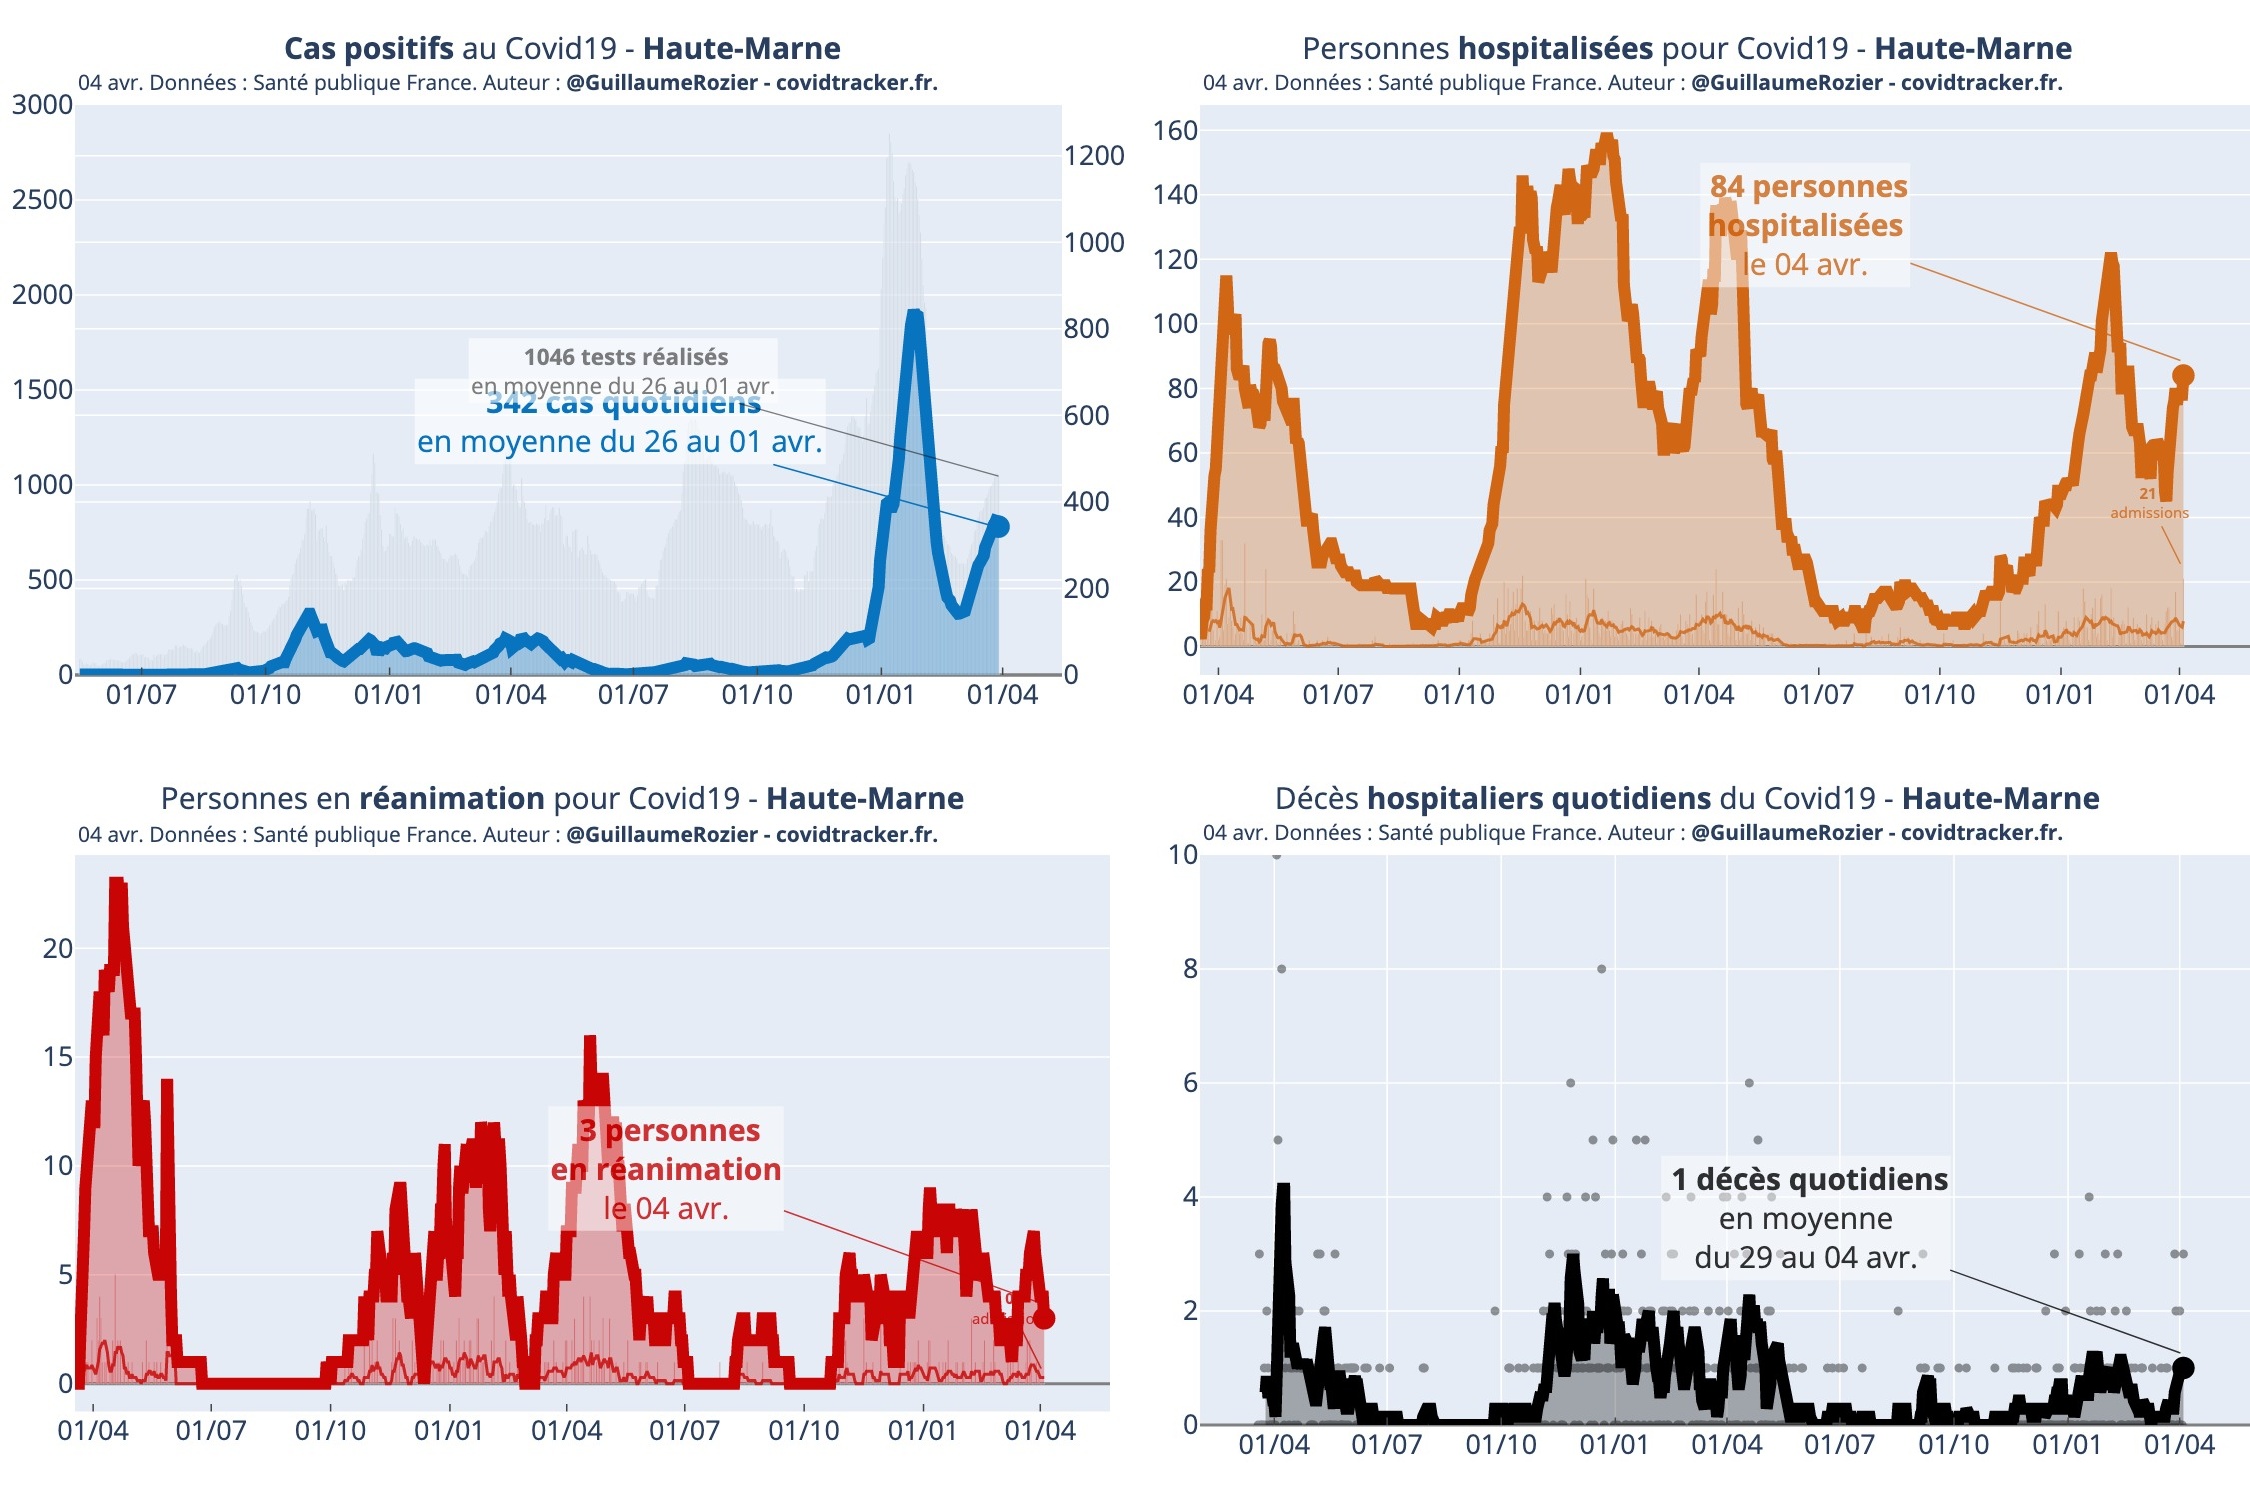 Cas positifs au Covid19 - Haute-Marne
04 avr. Données : Santé publique France. Auteur : @GuillaumeRozier - covidtracker.fr.
3000
2500
2000
1500
1000
500
0
1200
1000
800
600
400
200
0
1046 tests réalisés
en moyenne du 26 au 01 avr.
342 cas quotidiens
en moyenne du 26 au 01 avr.
01/07 01/10 01/01 01/04 01/07 01/10 01/01 01/04
Personnes hospitalisées pour Covid19 - Haute-Marne
04 avr. Données : Santé publique France. Auteur : @GuillaumeRozier - covidtracker.fr.
160
140
120
100
80
60
40
20
0
84 personnes
hospitalisées
le 04 avr.
21
admissions
01/04 01/07 01/10 01/01 01/04 01/07 01/10 01/01 01/04
Personnes en réanimation pour Covid19 - Haute-Marne
04 avr. Données : Santé publique France. Auteur : @GuillaumeRozier - covidtracker.fr.
20
15
10
5
0
3 personnes
en réanimation
le 04 avr.
01/04 01/07 01/10 01/01 01/04 01/07 01/10 01/01 01/04
Décès hospitaliers quotidiens du Covid19 - Haute-Marne
04 avr. Données : Santé publique France. Auteur : @GuillaumeRozier - covidtracker.fr.
10
8
6
4
2
0
1 décès quotidiens
en moyenne
du 29 au 04 avr.
01/04 01/07 01/10 01/01 01/04 01/07 01/10 01/01 01/04